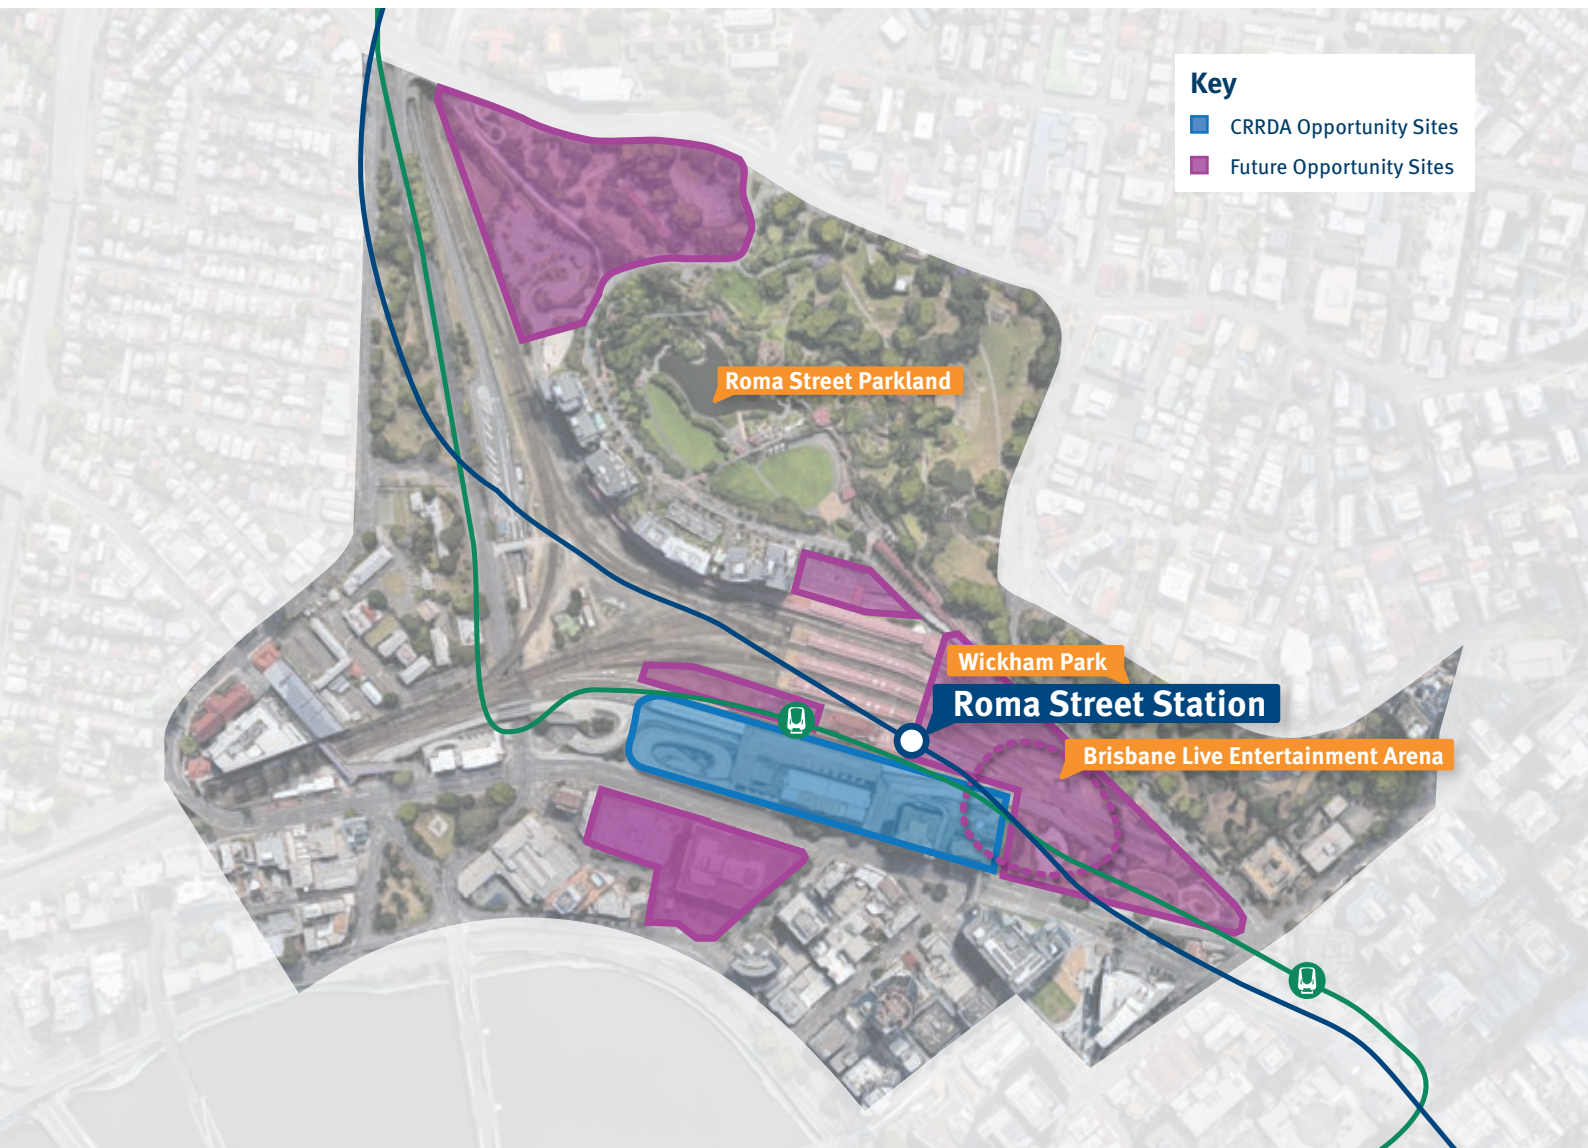 Key
CRRDA Opportunity Sites
Future Opportunity Sites
Roma Street Parkland
Wickham Park
Roma Street Station
Brisbane Live Entertainment Arena